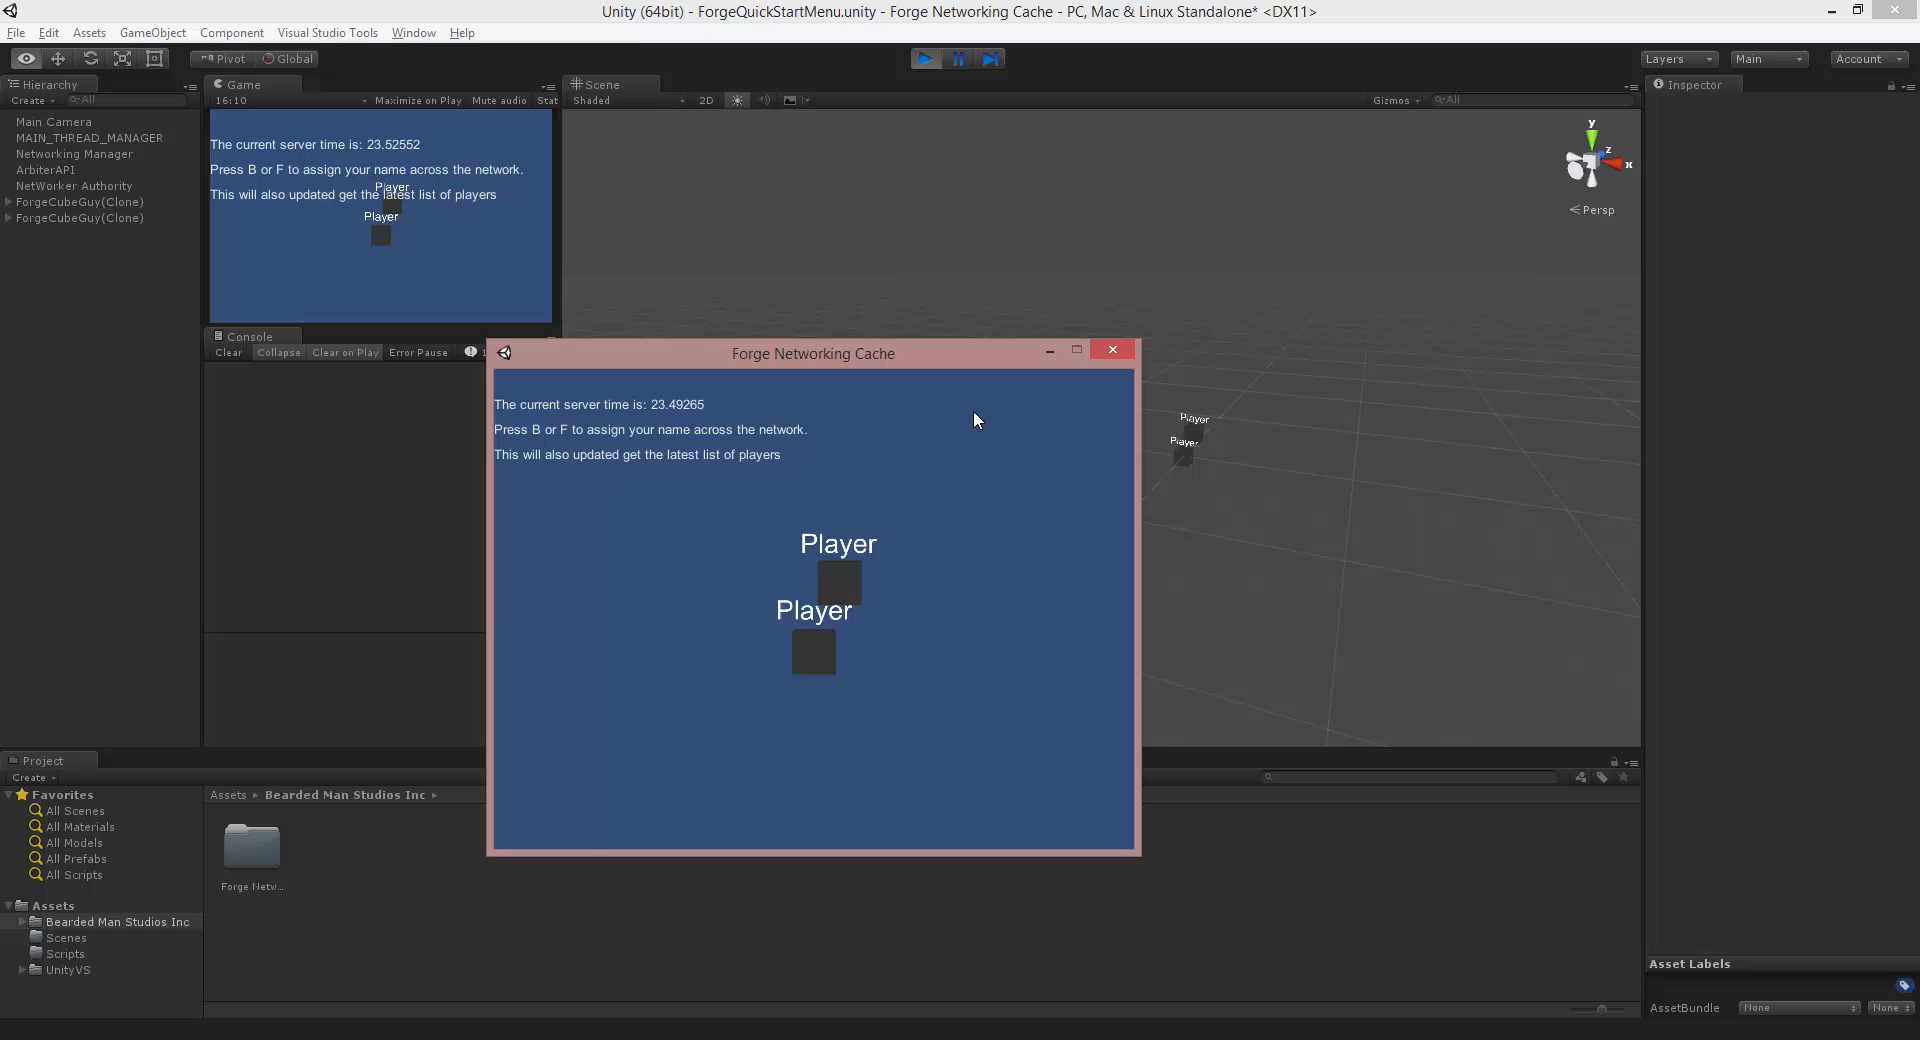 Unity (64bit) - ForgeQuickStartMenu.unity - Forge Networking Cache - PC, Mac & Linux Standalone* <DX11>
File Edit Assets GameObject Component Visual Studio Tools Window Help
Pivot Global Layers Main Account
Hierarchy
Create All
Main Camera
MAIN_THREAD_MANAGER
Networking Manager
ArbiterAPI
NetWorker Authority
ForgeCubeGuy(Clone)
ForgeCubeGuy(Clone)
Game
16:10 Maximize on Play Mute audio Stat
The current server time is: 23.52552
Press B or F to assign your name across the network.
Player
This will also updated get the latest list of players
Player
Scene
Shaded 2D Gizmos All
y
z
x
Persp
Player
Player
Inspector
Console
Clear Collapse Clear on Play Error Pause 1
Forge Networking Cache
The current server time is: 23.49265
Press B or F to assign your name across the network.
This will also updated get the latest list of players
Player
Player
Project
Create
Favorites
All Scenes
All Materials
All Models
All Prefabs
All Scripts
Assets
Bearded Man Studios Inc
Scenes
Scripts
UnityVS
Assets Bearded Man Studios Inc
Forge Netw...
Asset Labels
AssetBundle None None